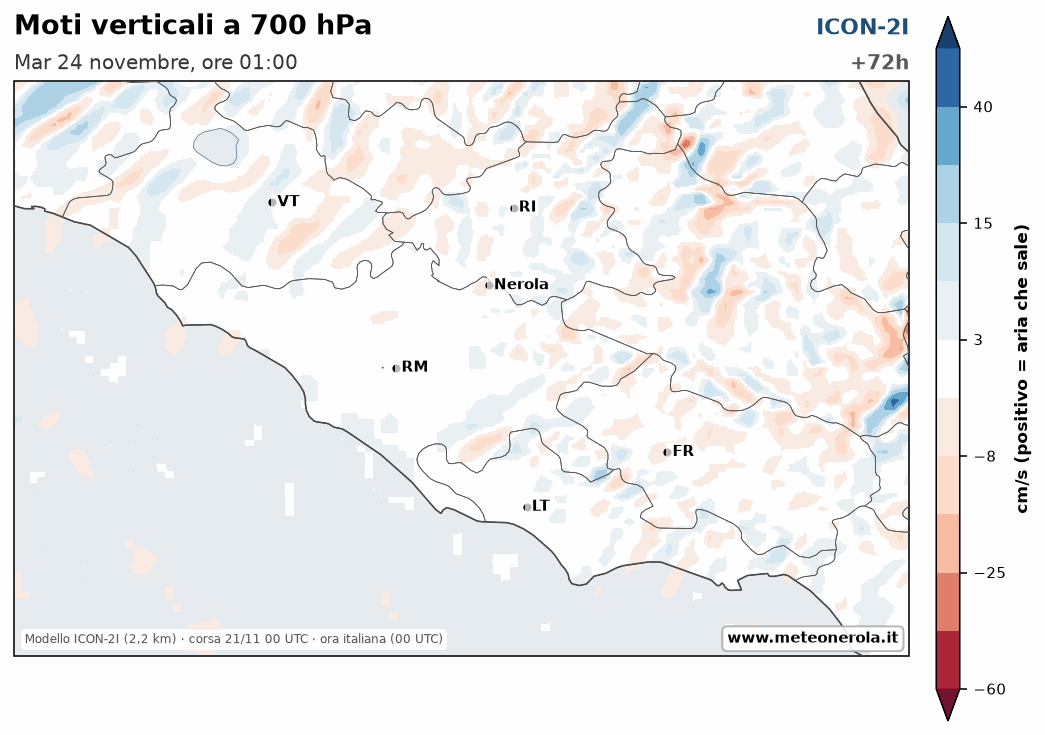 Moti verticali a 700 hPa
ICON-2I
Mar 24 novembre, ore 01:00
+72h
VT
RI
Nerola
RM
FR
LT
Modello ICON-2I (2,2 km) · corsa 21/11 00 UTC · ora italiana (00 UTC)
www.meteonerola.it
40
15
3
−8
−25
−60
cm/s (positivo = aria che sale)